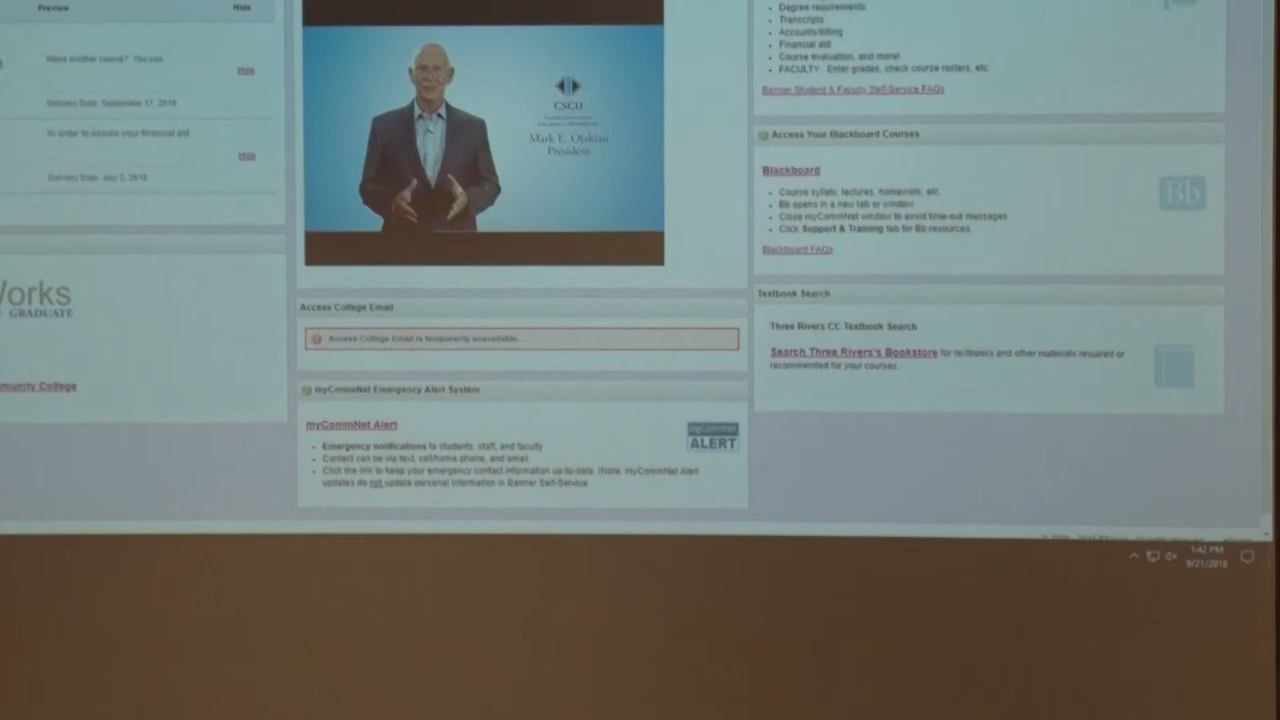 Preview
Hide
Need another course? You can
Hide
Delivery Date: September 17, 2018
In order to ensure your financial aid
Hide
Delivery Date: July 2, 2018
Works
GRADUATE
munity College
CSCU
Mark E. Ojakian
President
Access College Email
Access College Email is temporarily unavailable.
myCommNet Emergency Alert System
myCommNet Alert
myCommNet
ALERT
• Emergency notifications to students, staff, and faculty
• Contact can be via text, cell/home phone, and email
• Click the link to keep your emergency contact information up-to-date. (Note: myCommNet Alert
updates do not update personal information in Banner Self-Service
• Degree requirements
• Transcripts
• Accounts/billing
• Financial aid
• Course evaluation, and more!
• FACULTY: Enter grades, check course rosters, etc
Banner Student & Faculty Self-Service FAQs
Access Your Blackboard Courses
Blackboard
Bb
• Course syllabi, lectures, homework, etc.
• Bb opens in a new tab or window
• Close myCommNet window to avoid time-out messages
• Click Support & Training tab for Bb resources.
Blackboard FAQs
Textbook Search
Three Rivers CC Textbook Search
Search Three Rivers's Bookstore for textbooks and other materials required or
recommended for your courses.
1:42 PM
9/21/2018